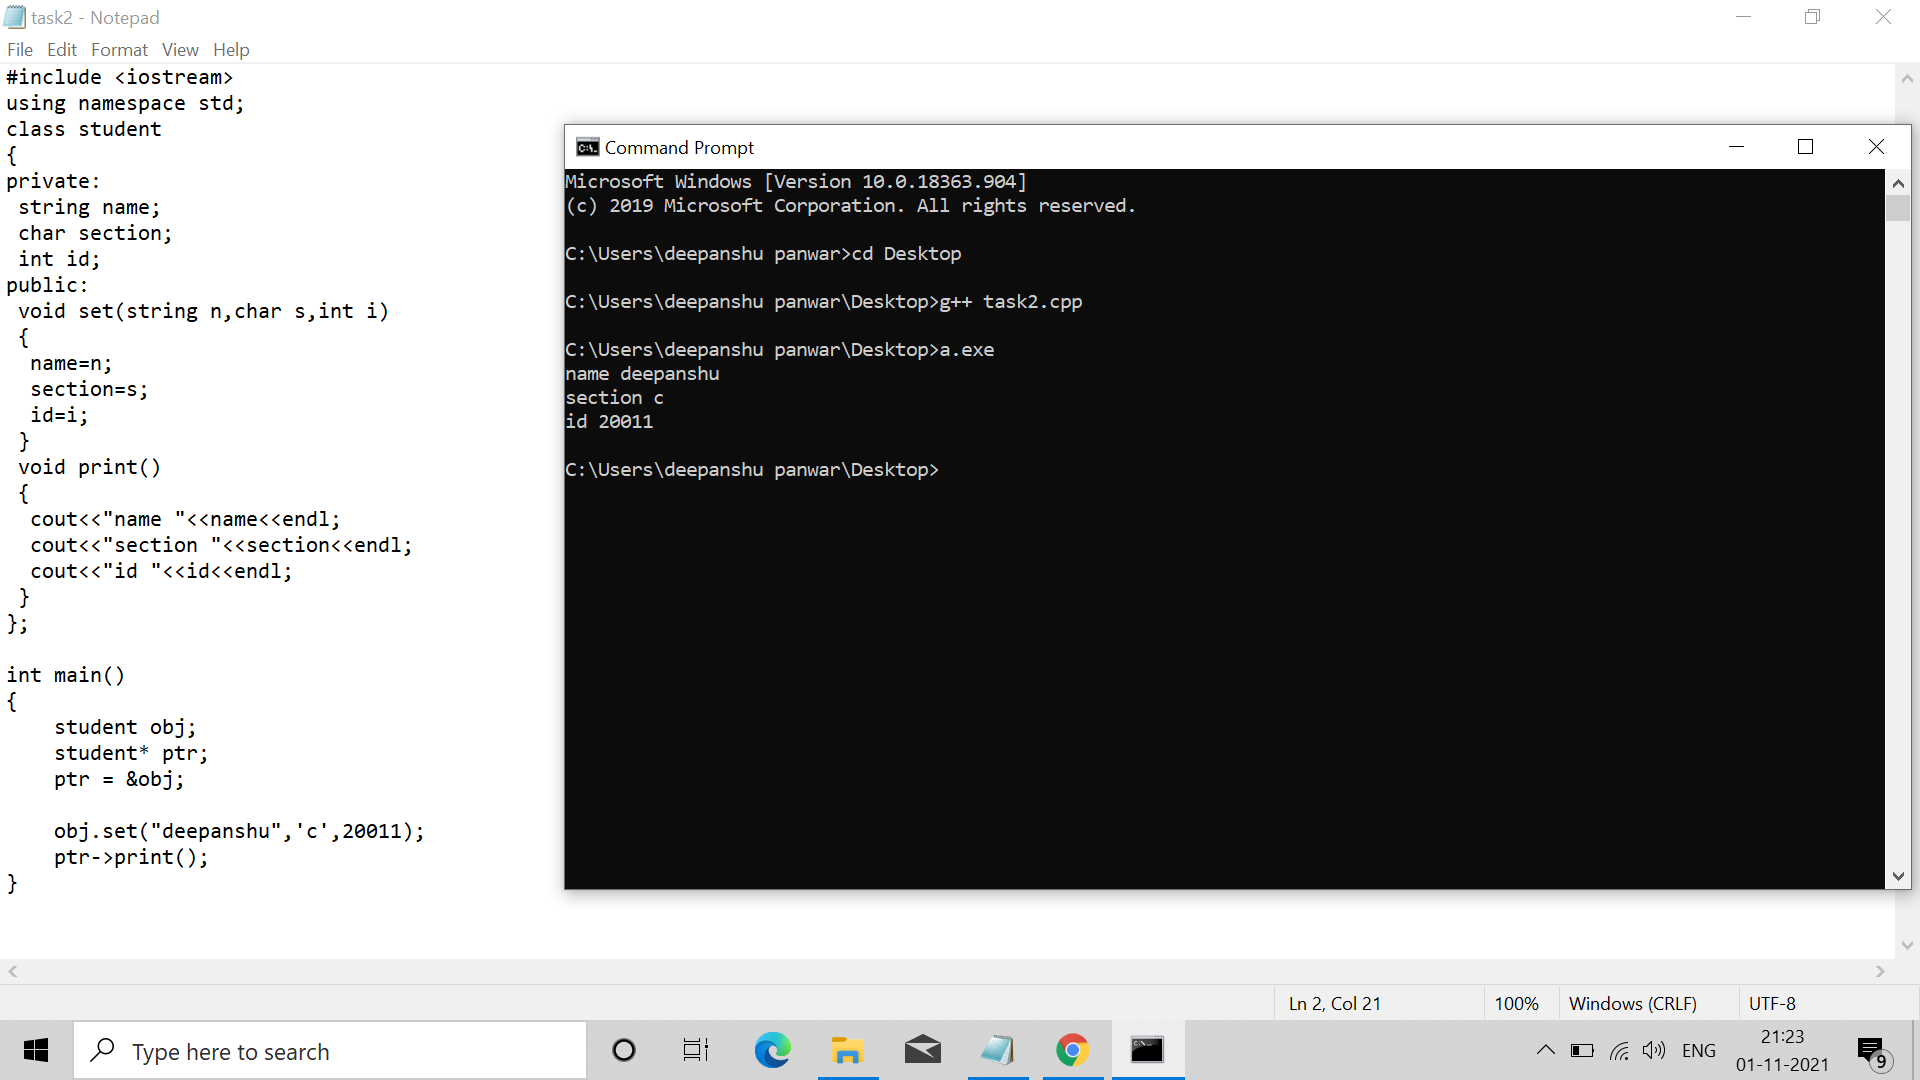 task2 - Notepad
File Edit Format View Help
#include <iostream>
using namespace std;
class student
{
private:
 string name;
 char section;
 int id;
public:
 void set(string n,char s,int i)
 {
  name=n;
  section=s;
  id=i;
 }
 void print()
 {
  cout<<"name "<<name<<endl;
  cout<<"section "<<section<<endl;
  cout<<"id "<<id<<endl;
 }
};

int main()
{
    student obj;
    student* ptr;
    ptr = &obj;

    obj.set("deepanshu",'c',20011);
    ptr->print();
}
Command Prompt
Microsoft Windows [Version 10.0.18363.904]
(c) 2019 Microsoft Corporation. All rights reserved.

C:\Users\deepanshu panwar>cd Desktop

C:\Users\deepanshu panwar\Desktop>g++ task2.cpp

C:\Users\deepanshu panwar\Desktop>a.exe
name deepanshu
section c
id 20011

C:\Users\deepanshu panwar\Desktop>
Ln 2, Col 21 100% Windows (CRLF) UTF-8
Type here to search
ENG
21:23
01-11-2021
9